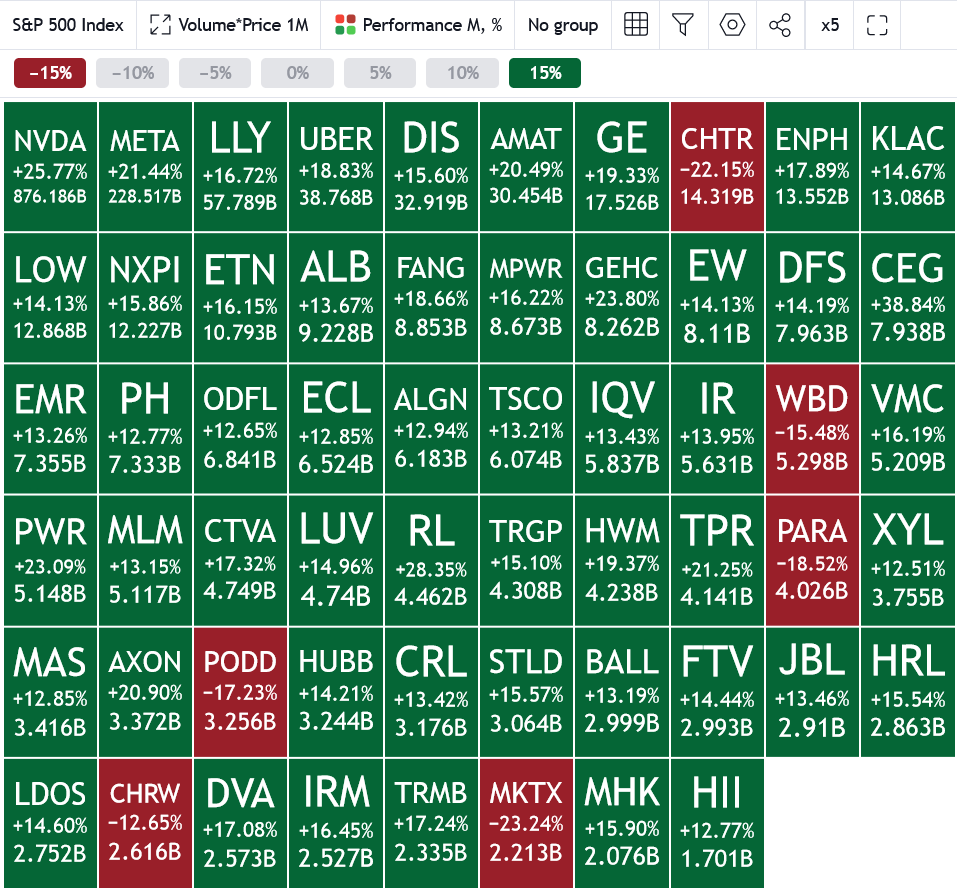 S&P 500 Index Volume*Price 1M Performance M, % No group x5
−15% −10% −5% 0% 5% 10% 15%
NVDA META LLY UBER DIS AMAT GE CHTR ENPH KLAC
+25.77% +21.44% +16.72% +18.83% +15.60% +20.49% +19.33% −22.15% +17.89% +14.67%
876.186B 228.517B 57.789B 38.768B 32.919B 30.454B 17.526B 14.319B 13.552B 13.086B
LOW NXPI ETN ALB FANG MPWR GEHC EW DFS CEG
+14.13% +15.86% +16.15% +13.67% +18.66% +16.22% +23.80% +14.13% +14.19% +38.84%
12.868B 12.227B 10.793B 9.228B 8.853B 8.673B 8.262B 8.11B 7.963B 7.938B
EMR PH ODFL ECL ALGN TSCO IQV IR WBD VMC
+13.26% +12.77% +12.65% +12.85% +12.94% +13.21% +13.43% +13.95% −15.48% +16.19%
7.355B 7.333B 6.841B 6.524B 6.183B 6.074B 5.837B 5.631B 5.298B 5.209B
PWR MLM CTVA LUV RL TRGP HWM TPR PARA XYL
+23.09% +13.15% +17.32% +14.96% +28.35% +15.10% +19.37% +21.25% −18.52% +12.51%
5.148B 5.117B 4.749B 4.74B 4.462B 4.308B 4.238B 4.141B 4.026B 3.755B
MAS AXON PODD HUBB CRL STLD BALL FTV JBL HRL
+12.85% +20.90% −17.23% +14.21% +13.42% +15.57% +13.19% +14.44% +13.46% +15.54%
3.416B 3.372B 3.256B 3.244B 3.176B 3.064B 2.999B 2.993B 2.91B 2.863B
LDOS CHRW DVA IRM TRMB MKTX MHK HII
+14.60% −12.65% +17.08% +16.45% +17.24% −23.24% +15.90% +12.77%
2.752B 2.616B 2.573B 2.527B 2.335B 2.213B 2.076B 1.701B